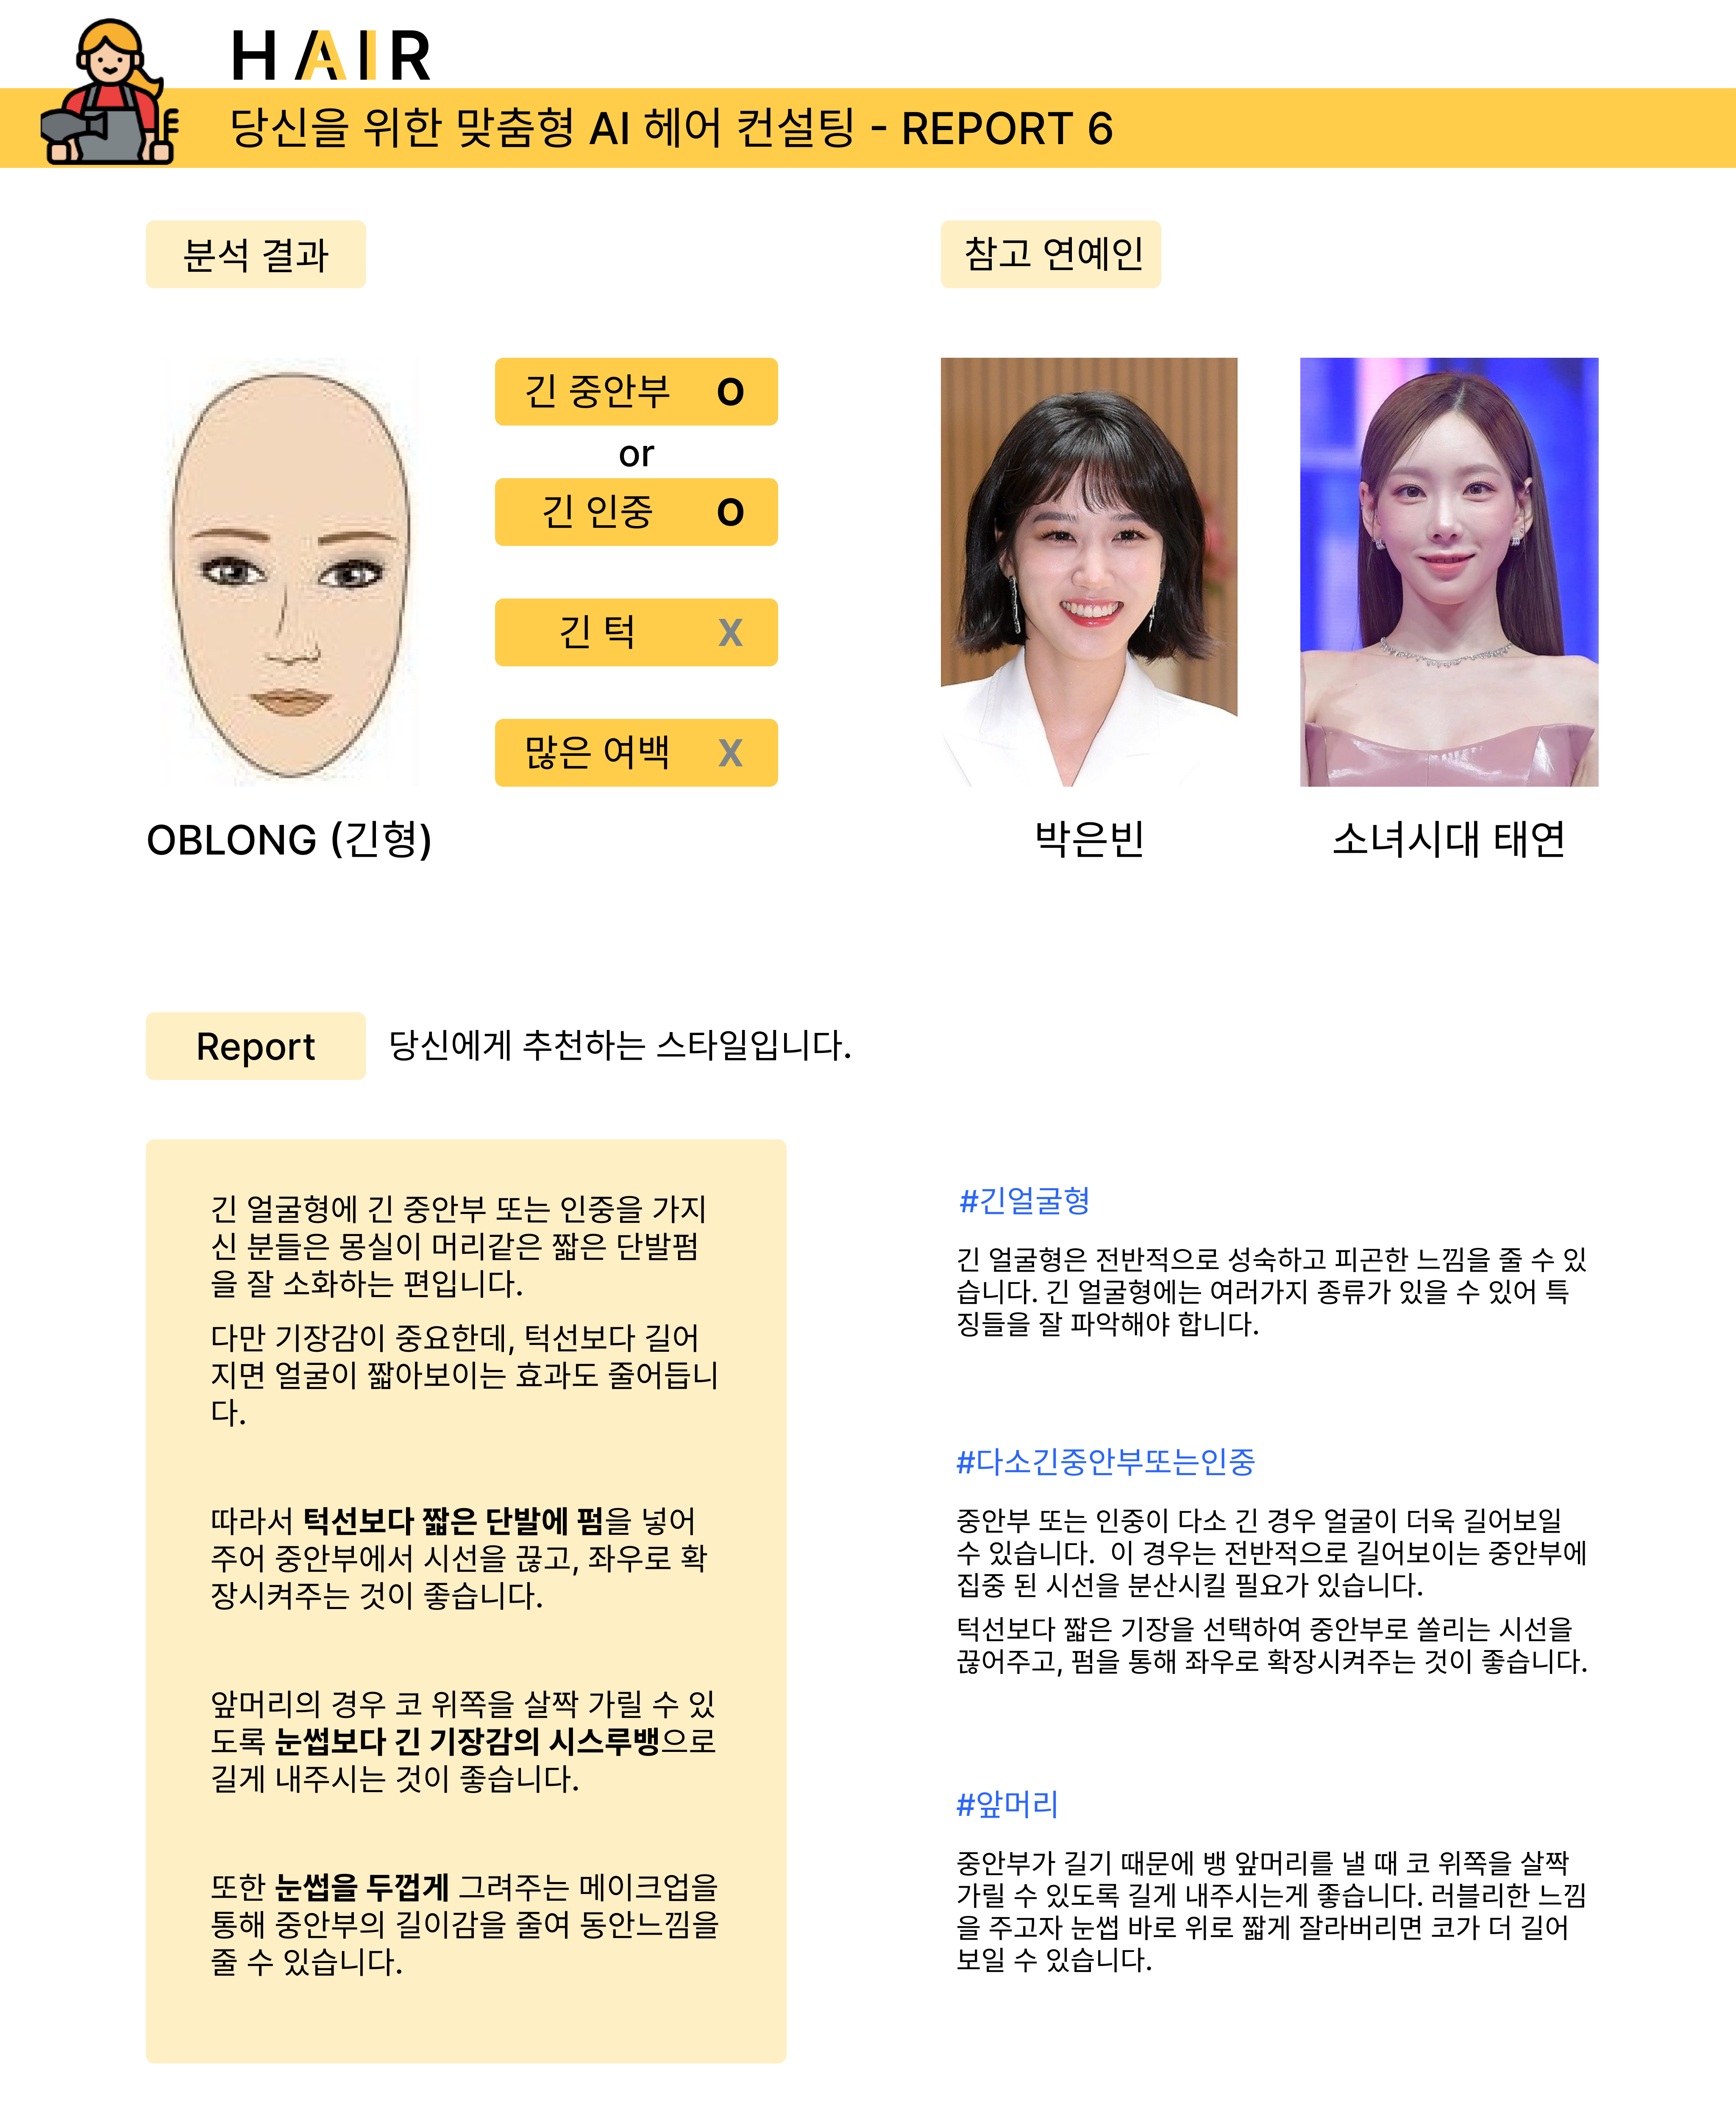 HAIR
당신을 위한 맞춤형 AI 헤어 컨설팅 - REPORT 6
분석 결과
긴 중안부 O
or
긴 인중 O
긴 턱 X
많은 여백 X
OBLONG (긴형)
참고 연예인
박은빈
소녀시대 태연
Report
당신에게 추천하는 스타일입니다.
긴 얼굴형에 긴 중안부 또는 인중을 가지
신 분들은 몽실이 머리같은 짧은 단발펌
을 잘 소화하는 편입니다.
다만 기장감이 중요한데, 턱선보다 길어
지면 얼굴이 짧아보이는 효과도 줄어듭니
다.
따라서 턱선보다 짧은 단발에 펌을 넣어
주어 중안부에서 시선을 끊고, 좌우로 확
장시켜주는 것이 좋습니다.
앞머리의 경우 코 위쪽을 살짝 가릴 수 있
도록 눈썹보다 긴 기장감의 시스루뱅으로
길게 내주시는 것이 좋습니다.
또한 눈썹을 두껍게 그려주는 메이크업을
통해 중안부의 길이감을 줄여 동안느낌을
줄 수 있습니다.
#긴얼굴형
긴 얼굴형은 전반적으로 성숙하고 피곤한 느낌을 줄 수 있
습니다. 긴 얼굴형에는 여러가지 종류가 있을 수 있어 특
징들을 잘 파악해야 합니다.
#다소긴중안부또는인중
중안부 또는 인중이 다소 긴 경우 얼굴이 더욱 길어보일
수 있습니다.  이 경우는 전반적으로 길어보이는 중안부에
집중 된 시선을 분산시킬 필요가 있습니다.
턱선보다 짧은 기장을 선택하여 중안부로 쏠리는 시선을
끊어주고, 펌을 통해 좌우로 확장시켜주는 것이 좋습니다.
#앞머리
중안부가 길기 때문에 뱅 앞머리를 낼 때 코 위쪽을 살짝
가릴 수 있도록 길게 내주시는게 좋습니다. 러블리한 느낌
을 주고자 눈썹 바로 위로 짧게 잘라버리면 코가 더 길어
보일 수 있습니다.